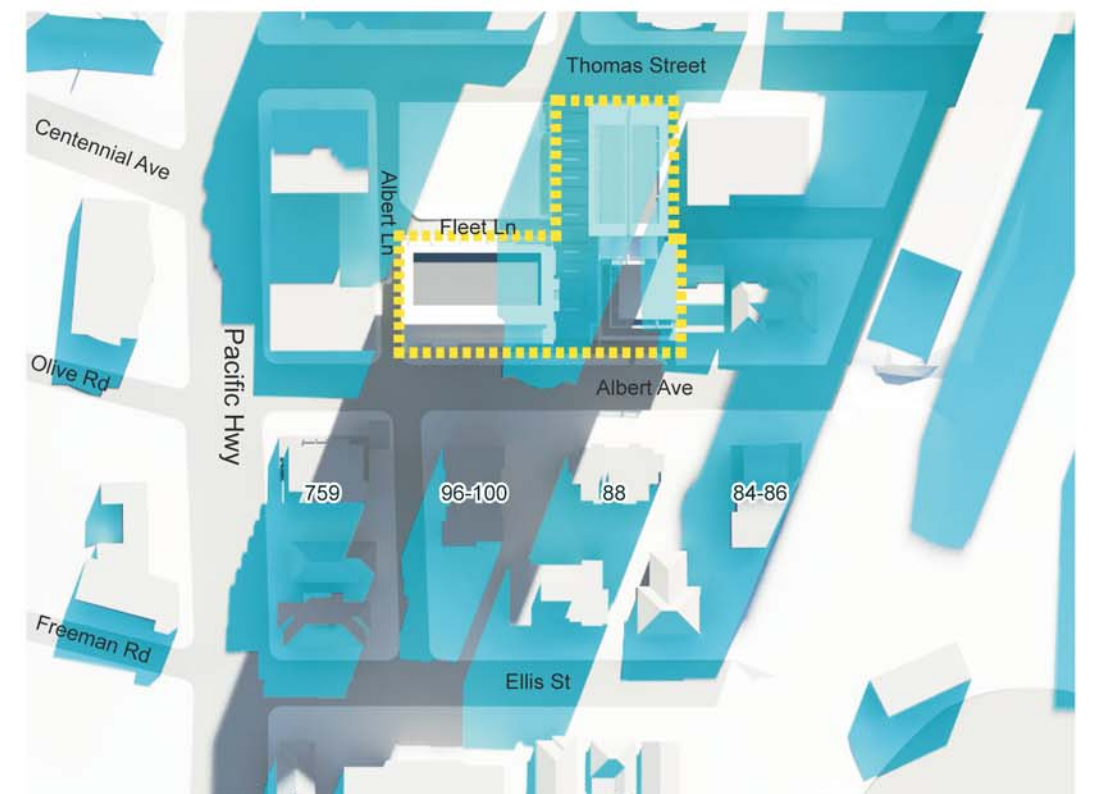 Thomas Street
Centennial Ave
Albert Ln
Fleet Ln
Pacific Hwy
Olive Rd
Albert Ave
759
96-100
88
84-86
Freeman Rd
Ellis St